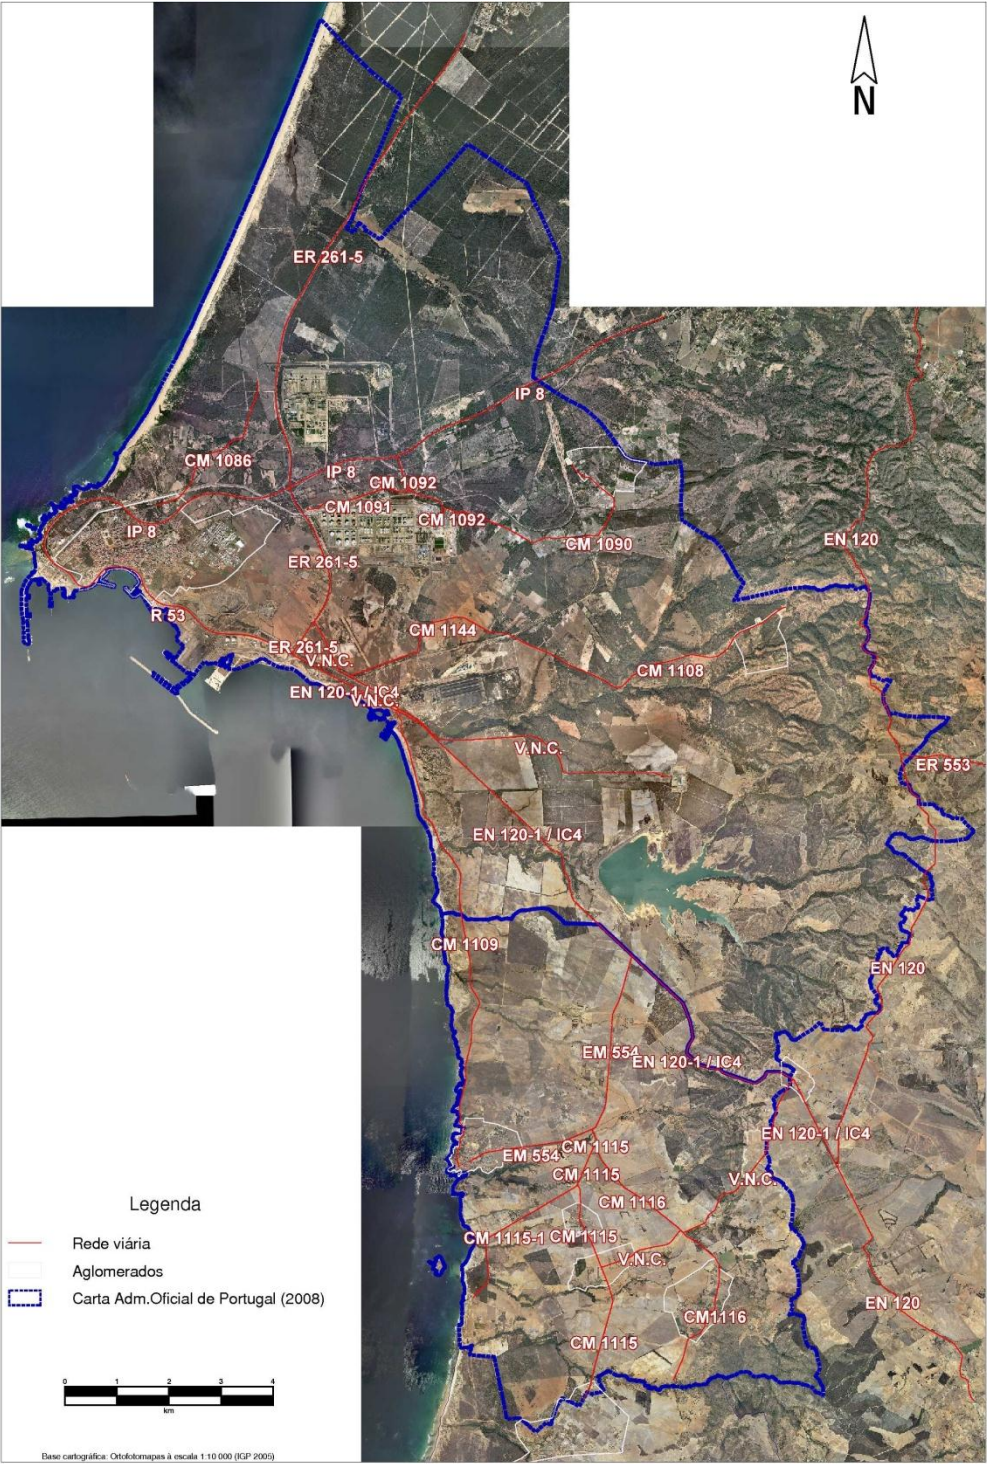 N
ER 261-5
IP 8
CM 1086
IP 8
CM 1092
CM 1091
CM 1092
IP 8
CM 1090
EN 120
ER 261-5
R 53
CM 1144
ER 261-5
V.N.C.
CM 1108
EN 120-1 / IC4
V.N.C.
V.N.C.
ER 553
EN 120-1 / IC4
CM 1109
EN 120
EM 554
EN 120-1 / IC4
EN 120-1 / IC4
CM 1115
EM 554
CM 1115
V.N.C.
CM 1116
CM 1115-1
CM 1115
V.N.C.
EN 120
CM1116
CM 1115
Legenda
Rede viária
Aglomerados
Carta Adm.Oficial de Portugal (2008)
0 1 2 3 4
km
Base cartográfica: Ortofotomapas à escala 1:10 000 (IGP 2005)